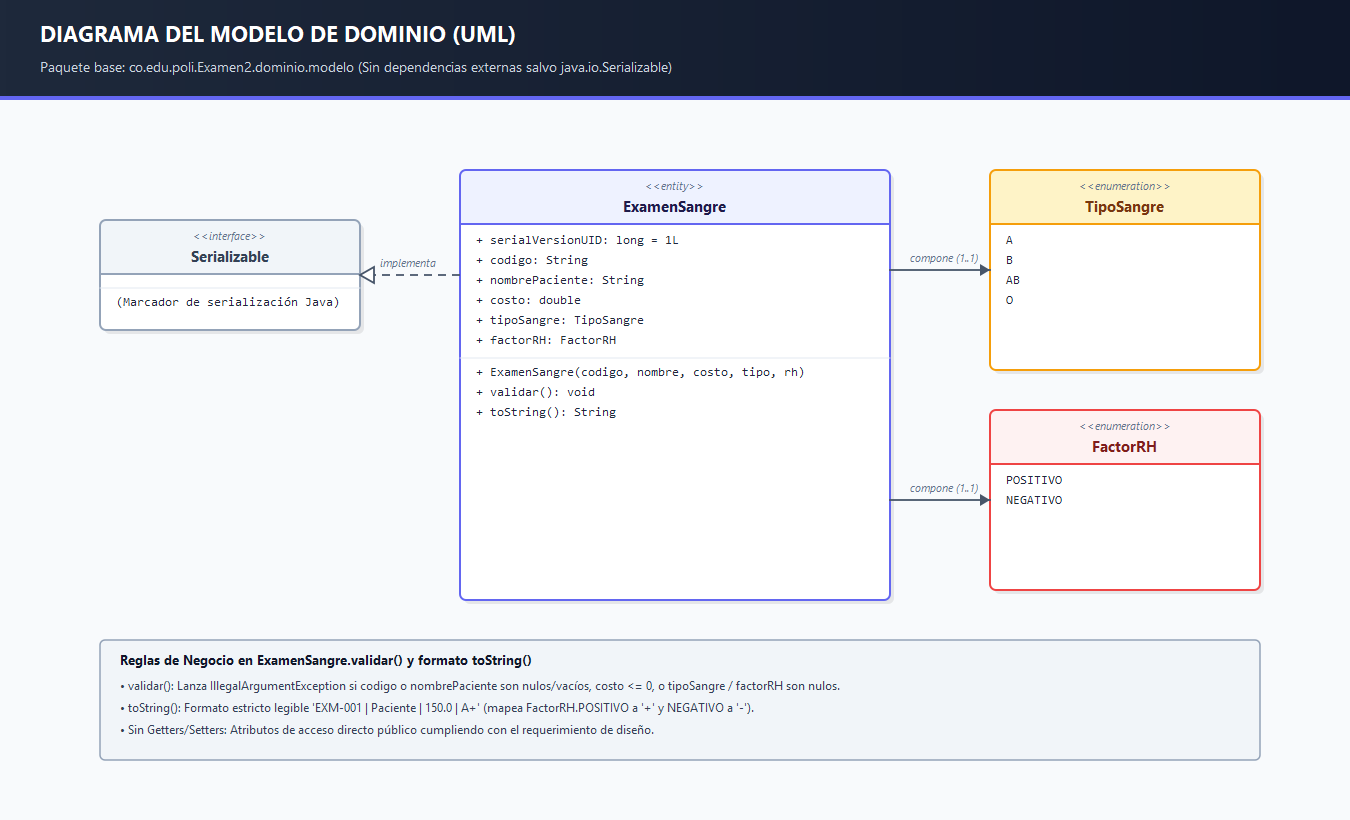 DIAGRAMA DEL MODELO DE DOMINIO (UML)
Paquete base: co.edu.poli.Examen2.dominio.modelo (Sin dependencias externas salvo java.io.Serializable)
<<interface>>
Serializable
(Marcador de serialización Java)
implementa
<<entity>>
ExamenSangre
+ serialVersionUID: long = 1L
+ codigo: String
+ nombrePaciente: String
+ costo: double
+ tipoSangre: TipoSangre
+ factorRH: FactorRH
+ ExamenSangre(codigo, nombre, costo, tipo, rh)
+ validar(): void
+ toString(): String
compone (1..1)
<<enumeration>>
TipoSangre
A
B
AB
O
compone (1..1)
<<enumeration>>
FactorRH
POSITIVO
NEGATIVO
Reglas de Negocio en ExamenSangre.validar() y formato toString()
• validar(): Lanza IllegalArgumentException si codigo o nombrePaciente son nulos/vacíos, costo <= 0, o tipoSangre / factorRH son nulos.
• toString(): Formato estricto legible 'EXM-001 | Paciente | 150.0 | A+' (mapea FactorRH.POSITIVO a '+' y NEGATIVO a '-').
• Sin Getters/Setters: Atributos de acceso directo público cumpliendo con el requerimiento de diseño.